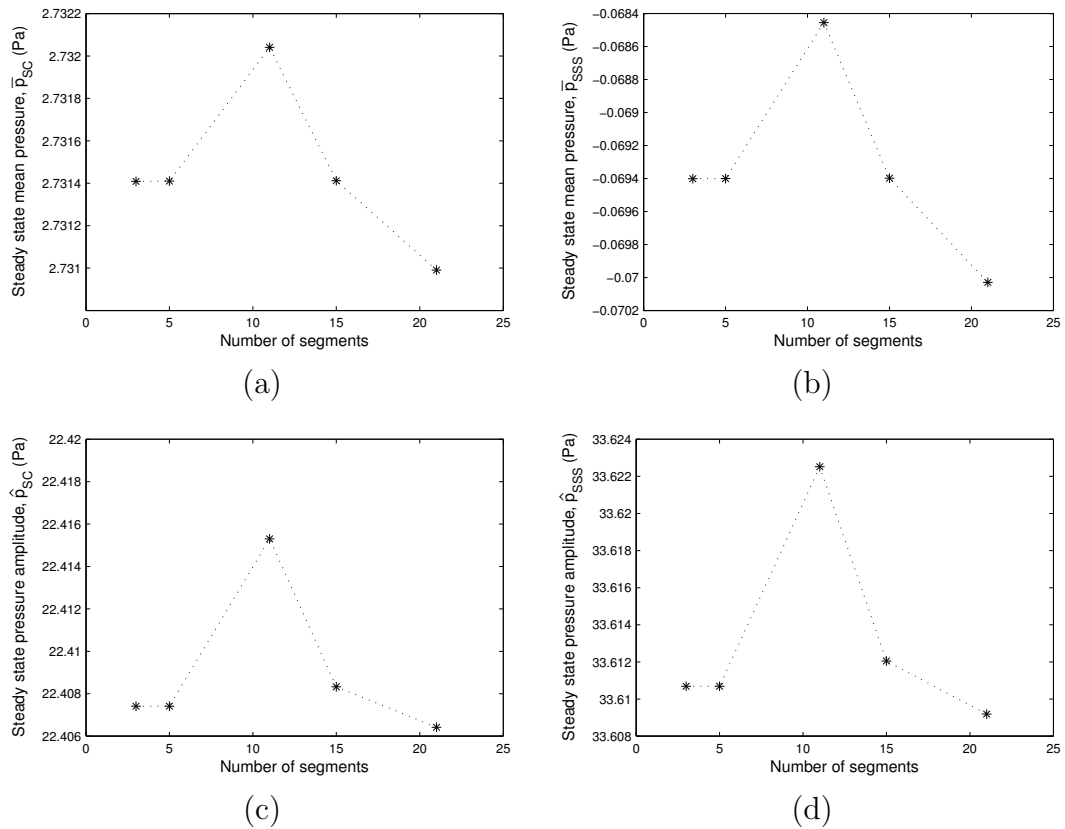 2.7322
2.732
2.7318
2.7316
2.7314
2.7312
2.731
0 5 10 15 20 25
Number of segments
Steady state mean pressure, p̅_SC (Pa)
(a)
−0.0684
−0.0686
−0.0688
−0.069
−0.0692
−0.0694
−0.0696
−0.0698
−0.07
−0.0702
0 5 10 15 20 25
Number of segments
Steady state mean pressure, p̅_SSS (Pa)
(b)
22.42
22.418
22.416
22.414
22.412
22.41
22.408
22.406
0 5 10 15 20 25
Number of segments
Steady state pressure amplitude, p̂_SC (Pa)
(c)
33.624
33.622
33.62
33.618
33.616
33.614
33.612
33.61
33.608
0 5 10 15 20 25
Number of segments
Steady state pressure amplitude, p̂_SSS (Pa)
(d)